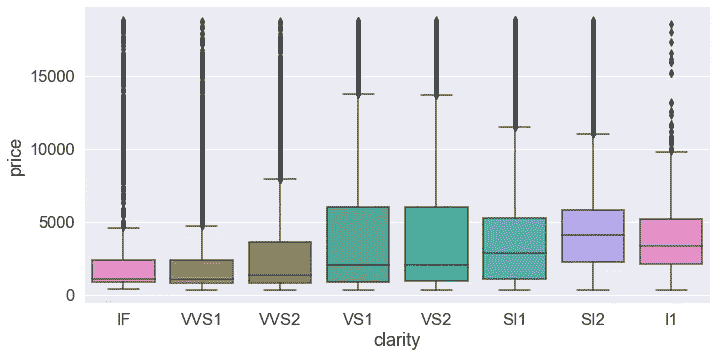 15000
10000
5000
0
price
IF VVS1 VVS2 VS1 VS2 SI1 SI2 I1
clarity